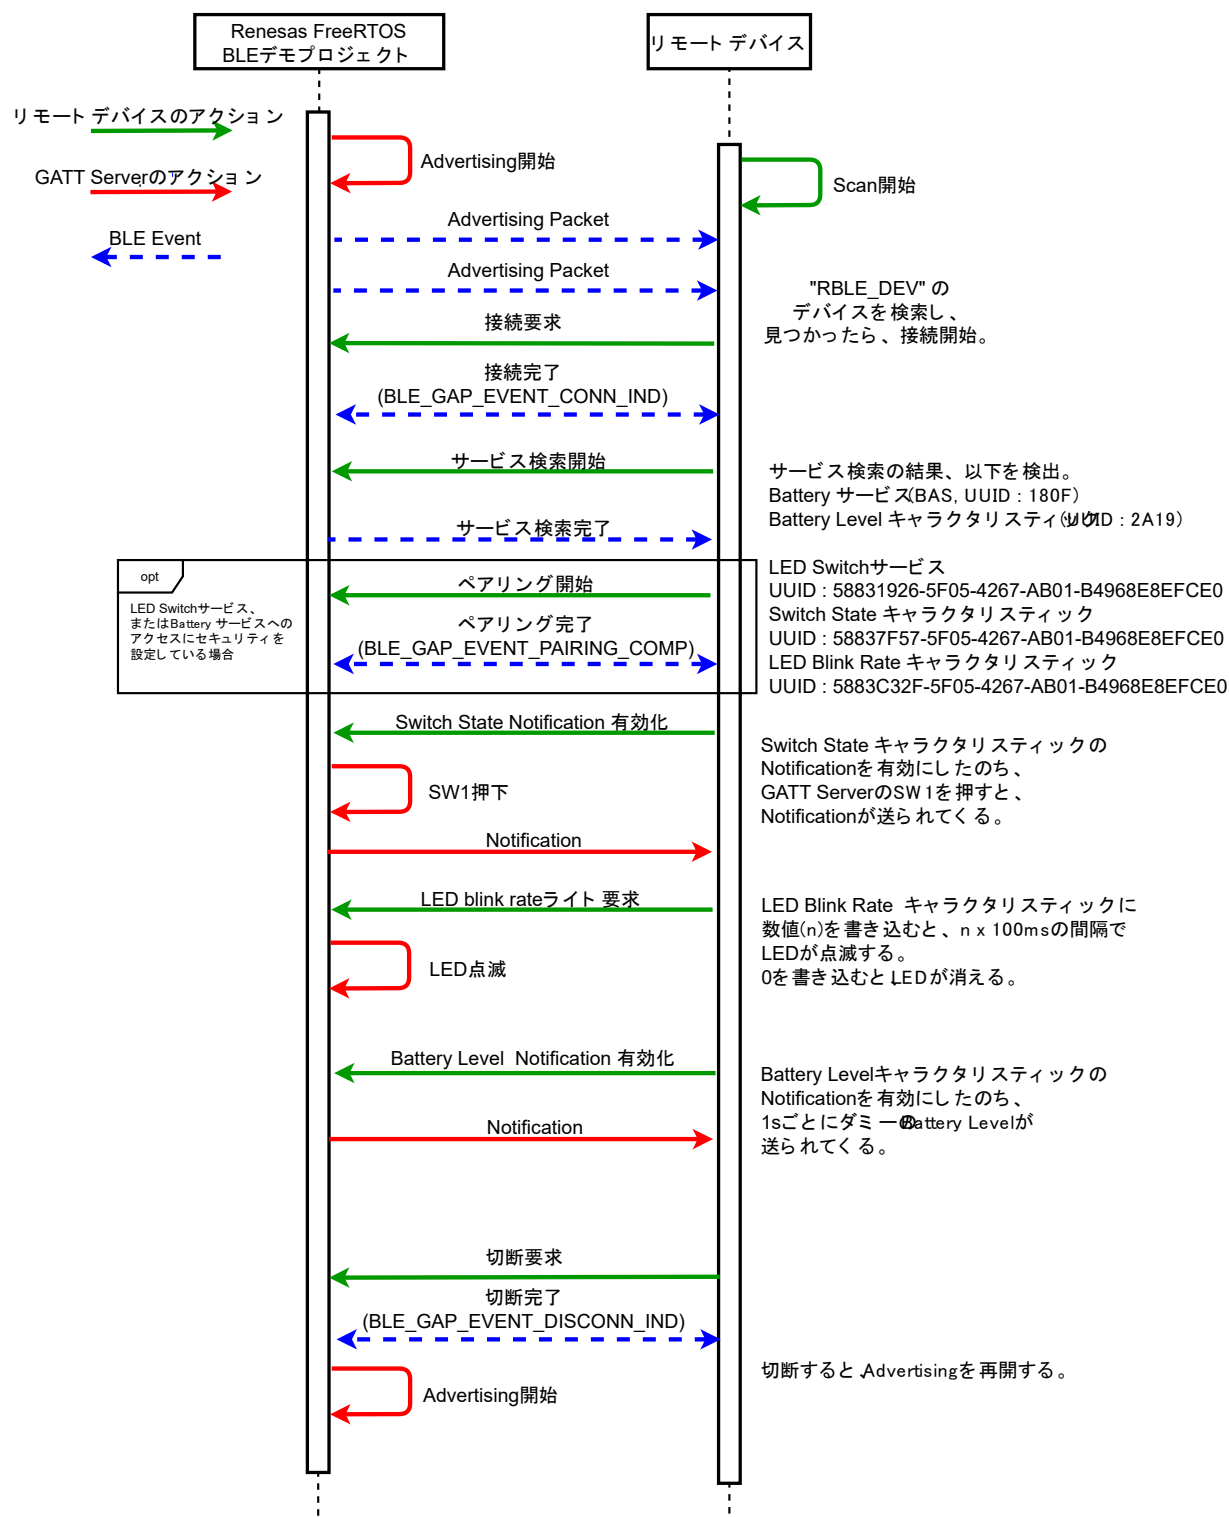 Renesas FreeRTOS
BLEデモプロジェクト
リモートデバイス
リモートデバイスのアクション
GATT Serverのアクション
BLE Event
Advertising開始
Scan開始
Advertising Packet
Advertising Packet
"RBLE_DEV" の
デバイスを検索し、
見つかったら、接続開始。
接続要求
接続完了
(BLE_GAP_EVENT_CONN_IND)
サービス検索開始
サービス検索の結果、以下を検出。
Battery サービス(BAS, UUID : 180F)
Battery Level キャラクタリスティック(UUID : 2A19)
サービス検索完了
LED Switchサービス
UUID : 58831926-5F05-4267-AB01-B4968E8EFCE0
Switch State キャラクタリスティック
UUID : 58837F57-5F05-4267-AB01-B4968E8EFCE0
LED Blink Rate キャラクタリスティック
UUID : 5883C32F-5F05-4267-AB01-B4968E8EFCE0
opt
LED Switchサービス、
またはBattery サービスへの
アクセスにセキュリティを
設定している場合
ペアリング開始
ペアリング完了
(BLE_GAP_EVENT_PAIRING_COMP)
Switch State Notification 有効化
Switch State キャラクタリスティックの
Notificationを有効にしたのち、
GATT ServerのSW1を押すと、
Notificationが送られてくる。
SW1押下
Notification
LED blink rateライト要求
LED Blink Rate キャラクタリスティックに
数値(n)を書き込むと、n x 100msの間隔で
LEDが点滅する。
0を書き込むとLEDが消える。
LED点滅
Battery Level Notification 有効化
Battery Levelキャラクタリスティックの
Notificationを有効にしたのち、
1sごとにダミーのBattery Levelが
送られてくる。
Notification
切断要求
切断完了
(BLE_GAP_EVENT_DISCONN_IND)
切断すると、Advertisingを再開する。
Advertising開始